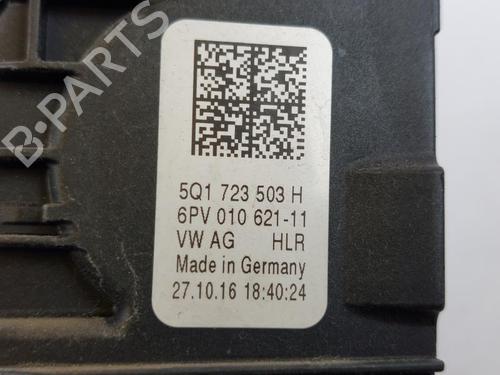 B-PARTS
5Q1 723 503 H
6PV 010 621-11
VW AG HLR
Made in Germany
27.10.16 18:40:24